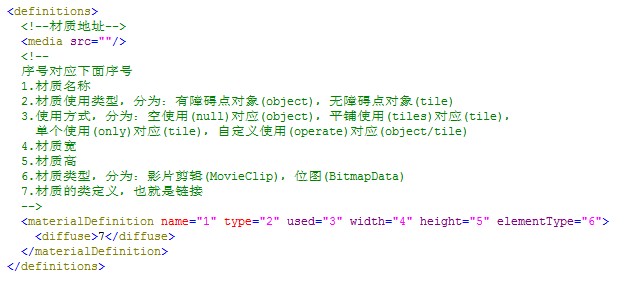 <definitions>
<!--材质地址-->
<media src=""/>
<!--
序号对应下面序号
1.材质名称
2.材质使用类型，分为：有障碍点对象(object)，无障碍点对象(tile)
3.使用方式，分为：空使用(null)对应(object)，平铺使用(tiles)对应(tile)，
单个使用(only)对应(tile)，自定义使用(operate)对应(object/tile)
4.材质宽
5.材质高
6.材质类型，分为：影片剪辑(MovieClip)，位图(BitmapData)
7.材质的类定义，也就是链接
-->
<materialDefinition name="1" type="2" used="3" width="4" height="5" elementType="6">
<diffuse>7</diffuse>
</materialDefinition>
</definitions>